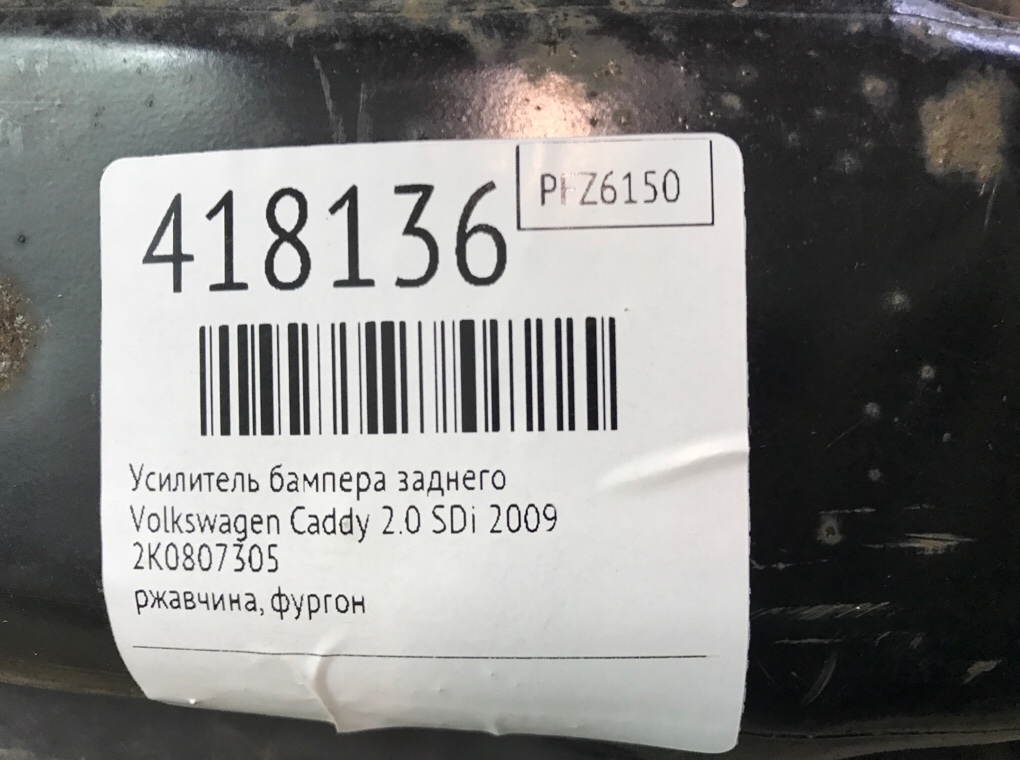 418136
PFZ6150
Усилитель бампера заднего
Volkswagen Caddy 2.0 SDi 2009
2K0807305
ржавчина, фургон